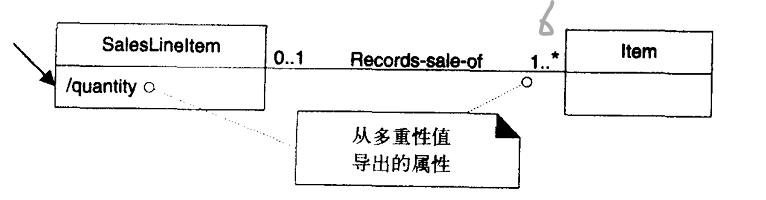 SalesLineItem
/quantity
0..1
Records-sale-of
1..*
Item
从多重性值
导出的属性